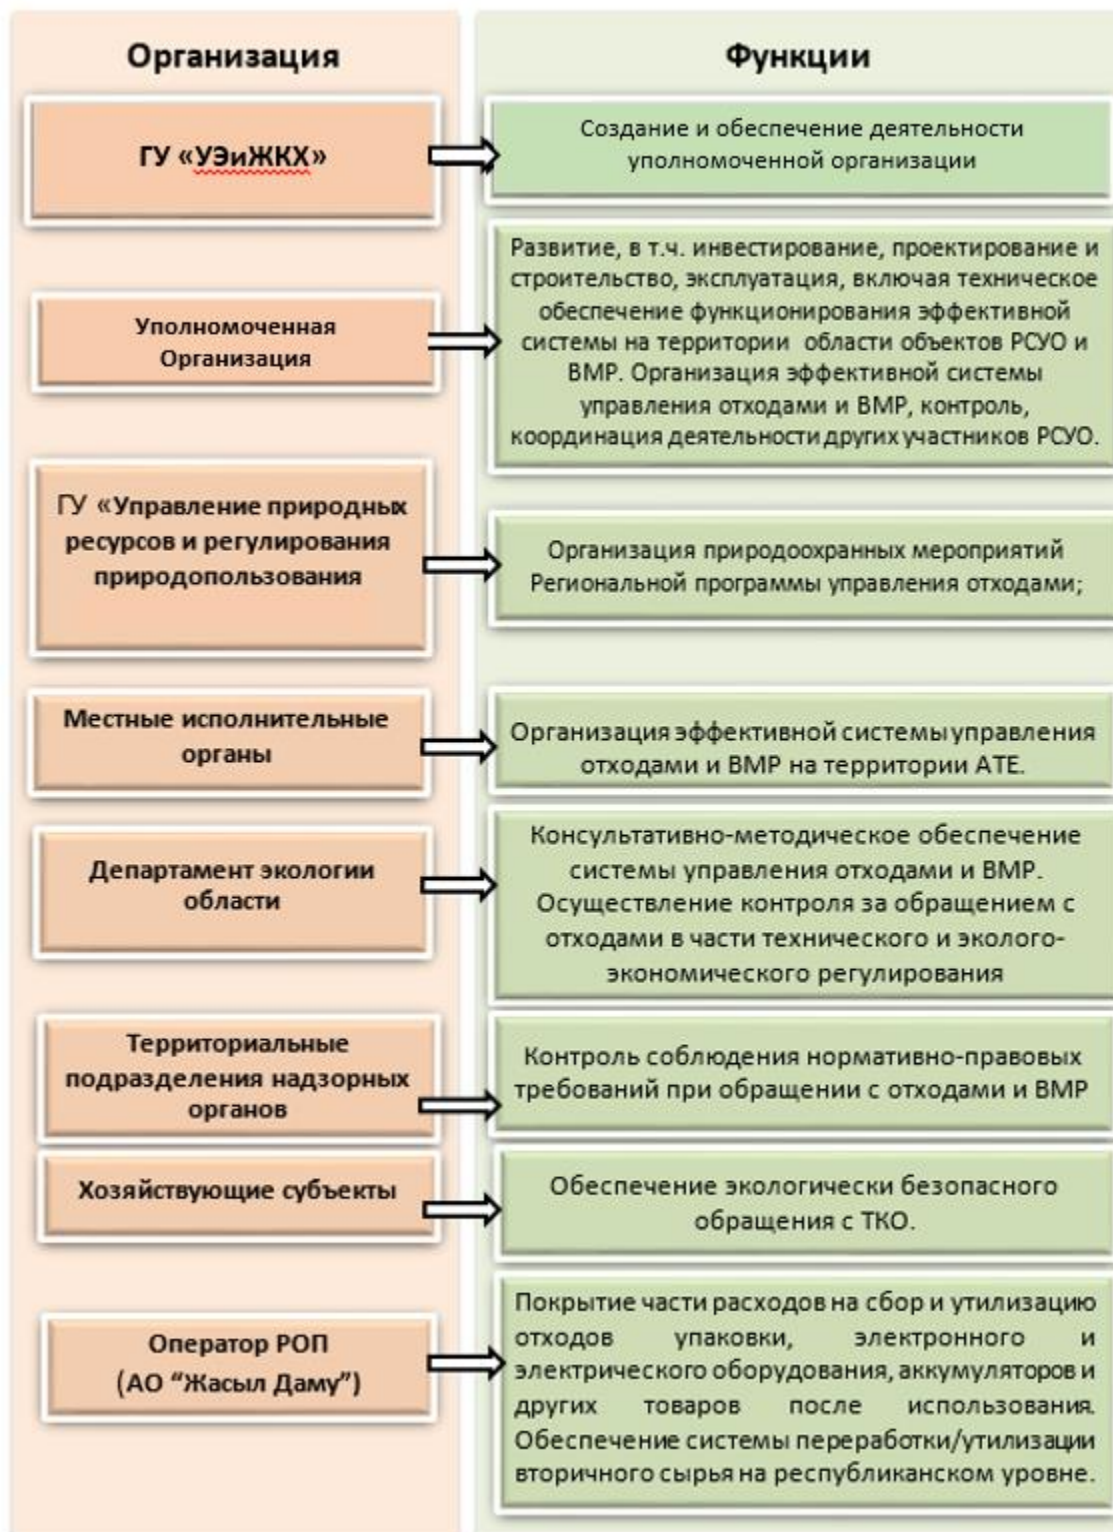 Организация
Функции
ГУ «УЭиЖКХ»
Создание и обеспечение деятельности
уполномоченной организации
Уполномоченная
Организация
Развитие, в т.ч. инвестирование, проектирование и
строительство, эксплуатация, включая техническое
обеспечение функционирования эффективной
системы на территории области объектов РСУО и
ВМР. Организация эффективной системы
управления отходами и ВМР, контроль,
координация деятельности других участников РСУО.
ГУ «Управление природных
ресурсов и регулирования
природопользования
Организация природоохранных мероприятий
Региональной программы управления отходами;
Местные исполнительные
органы
Организация эффективной системы управления
отходами и ВМР на территории АТЕ.
Департамент экологии
области
Консультативно-методическое обеспечение
системы управления отходами и ВМР.
Осуществление контроля за обращением с
отходами в части технического и эколого-
экономического регулирования
Территориальные
подразделения надзорных
органов
Контроль соблюдения нормативно-правовых
требований при обращении с отходами и ВМР
Хозяйствующие субъекты
Обеспечение экологически безопасного
обращения с ТКО.
Оператор РОП
(АО “Жасыл Даму”)
Покрытие части расходов на сбор и утилизацию
отходов упаковки, электронного и
электрического оборудования, аккумуляторов и
других товаров после использования.
Обеспечение системы переработки/утилизации
вторичного сырья на республиканском уровне.